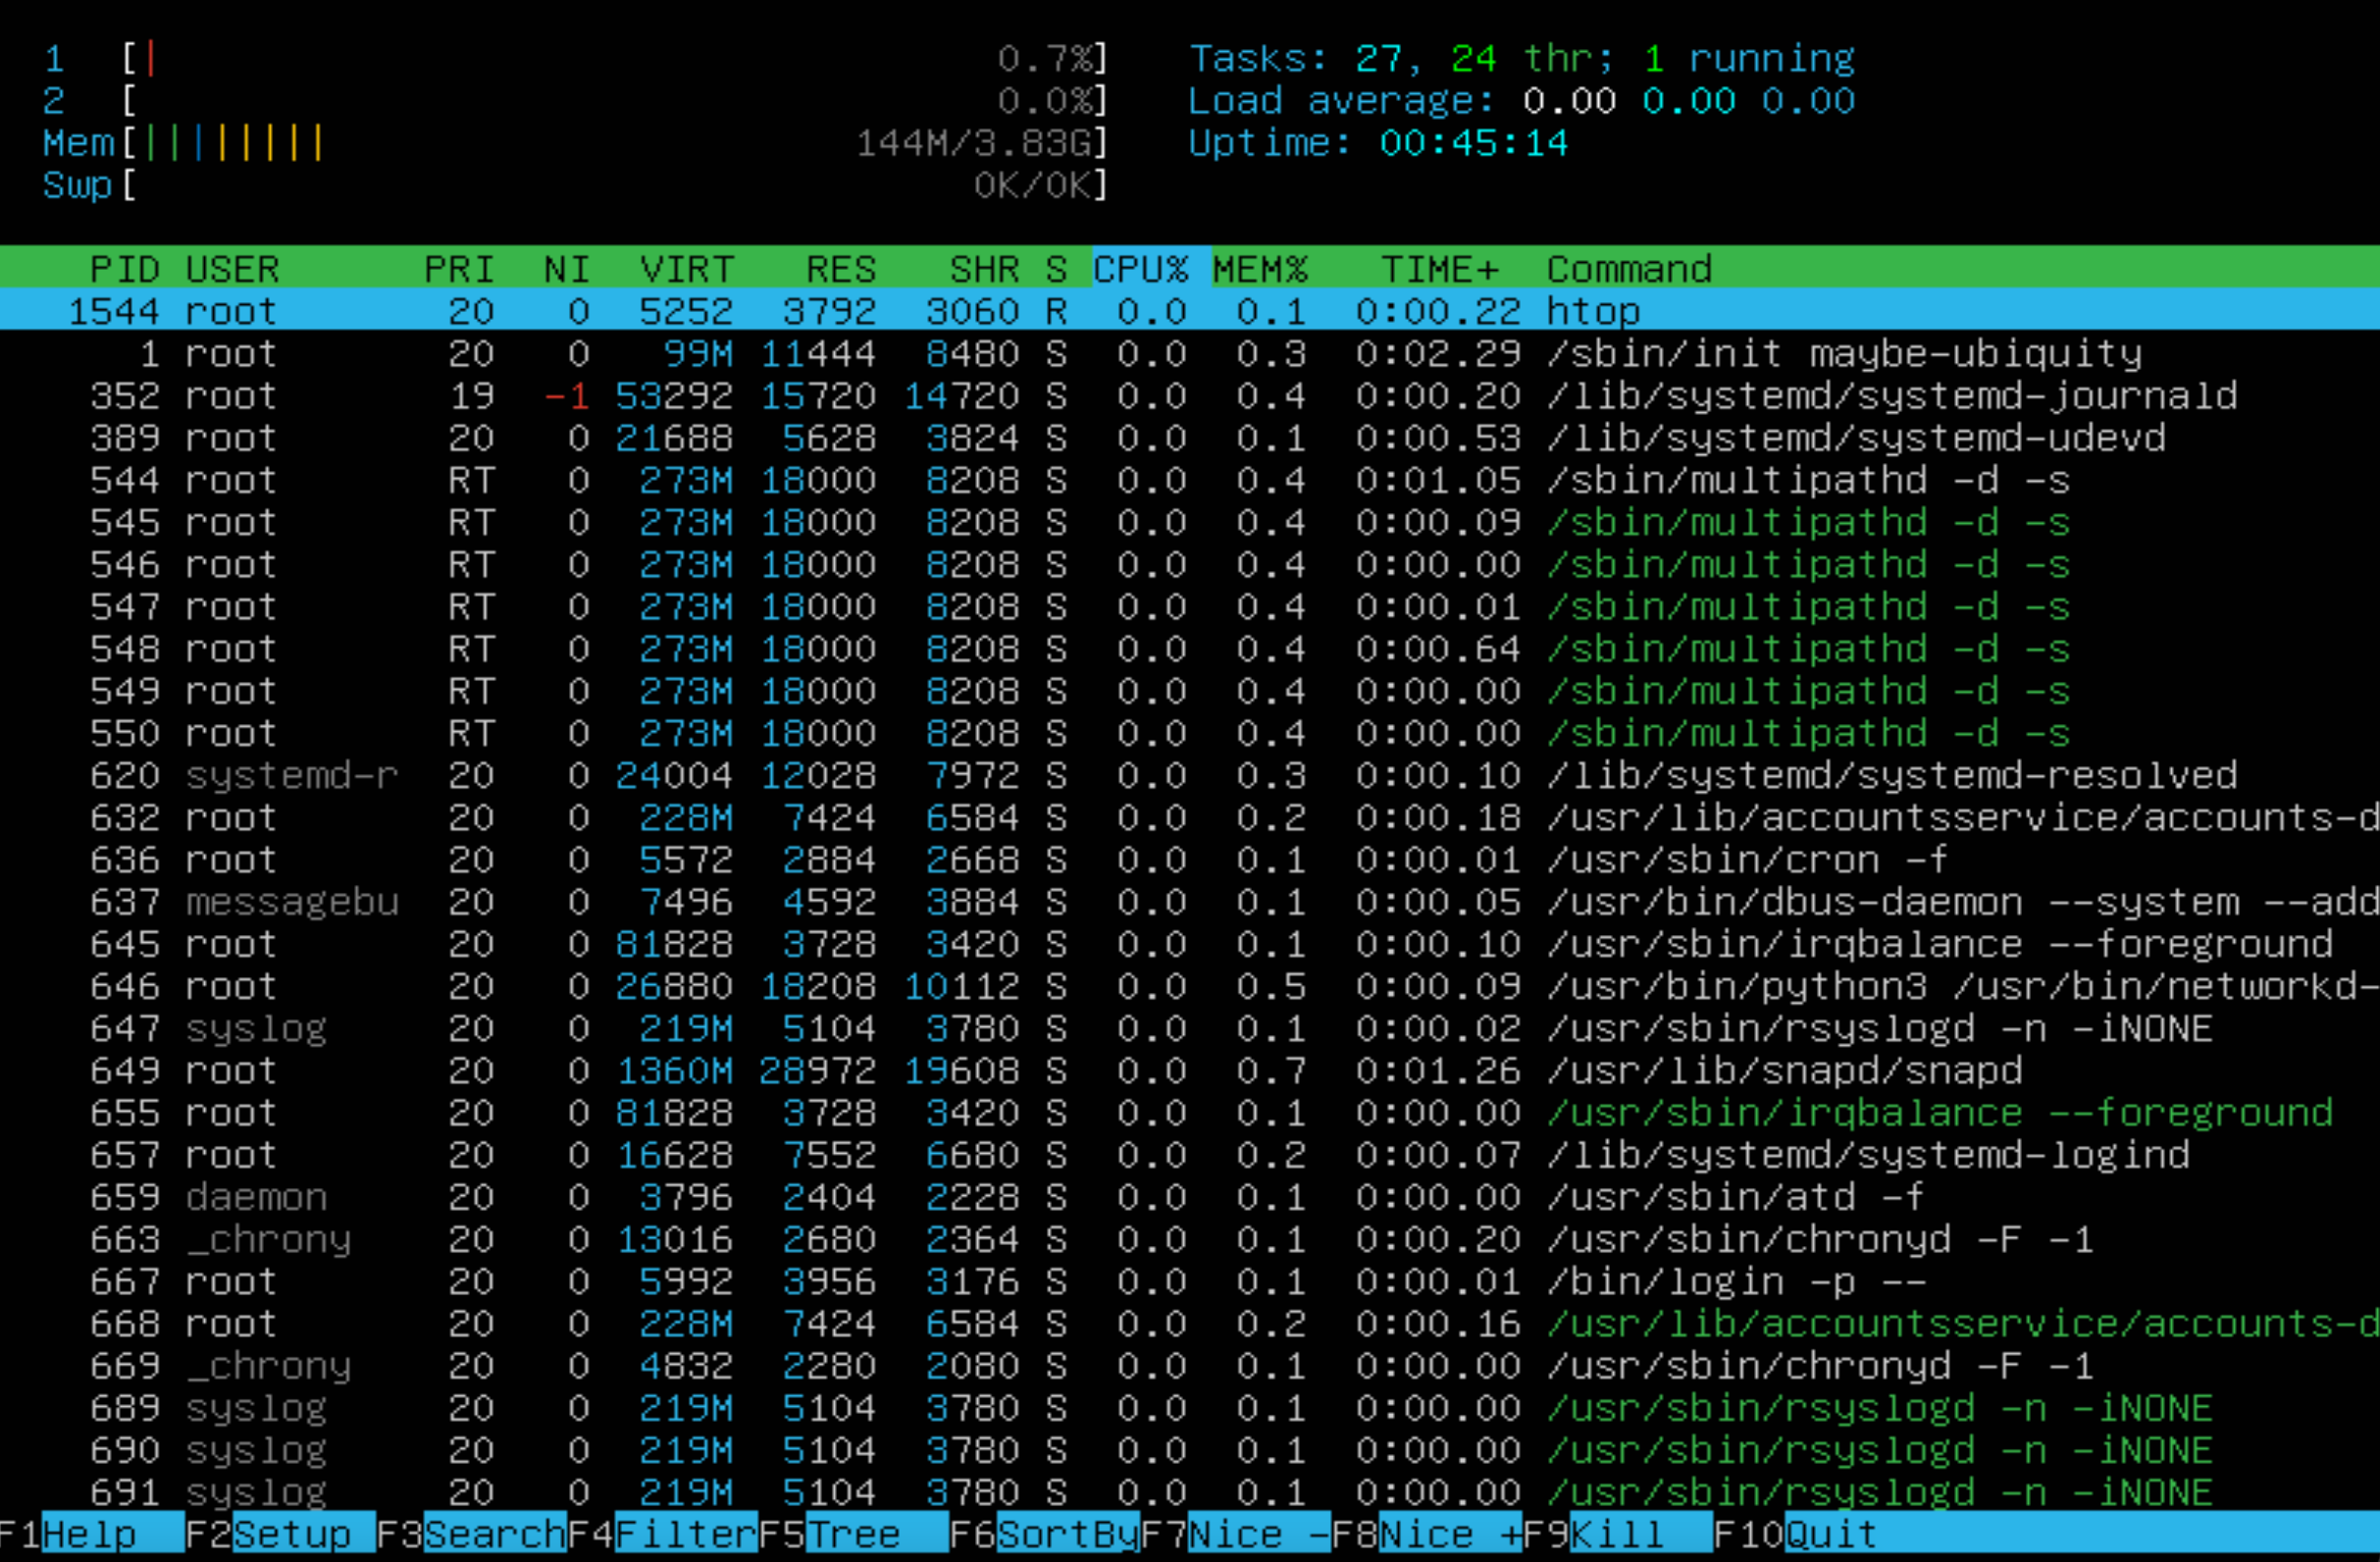 1 [| 0.7%] Tasks: 27, 24 thr; 1 running
2 [ 0.0%] Load average: 0.00 0.00 0.00
Mem[|||||||| 144M/3.83G] Uptime: 00:45:14
Swp[ 0K/0K]
PID USER PRI NI VIRT RES SHR S CPU% MEM% TIME+ Command
1544 root 20 0 5252 3792 3060 R 0.0 0.1 0:00.22 htop
1 root 20 0 99M 11444 8480 S 0.0 0.3 0:02.29 /sbin/init maybe-ubiquity
352 root 19 -1 53292 15720 14720 S 0.0 0.4 0:00.20 /lib/systemd/systemd-journald
389 root 20 0 21688 5628 3824 S 0.0 0.1 0:00.53 /lib/systemd/systemd-udevd
544 root RT 0 273M 18000 8208 S 0.0 0.4 0:01.05 /sbin/multipathd -d -s
545 root RT 0 273M 18000 8208 S 0.0 0.4 0:00.09 /sbin/multipathd -d -s
546 root RT 0 273M 18000 8208 S 0.0 0.4 0:00.00 /sbin/multipathd -d -s
547 root RT 0 273M 18000 8208 S 0.0 0.4 0:00.01 /sbin/multipathd -d -s
548 root RT 0 273M 18000 8208 S 0.0 0.4 0:00.64 /sbin/multipathd -d -s
549 root RT 0 273M 18000 8208 S 0.0 0.4 0:00.00 /sbin/multipathd -d -s
550 root RT 0 273M 18000 8208 S 0.0 0.4 0:00.00 /sbin/multipathd -d -s
620 systemd-r 20 0 24004 12028 7972 S 0.0 0.3 0:00.10 /lib/systemd/systemd-resolved
632 root 20 0 228M 7424 6584 S 0.0 0.2 0:00.18 /usr/lib/accountsservice/accounts-d
636 root 20 0 5572 2884 2668 S 0.0 0.1 0:00.01 /usr/sbin/cron -f
637 messagebu 20 0 7496 4592 3884 S 0.0 0.1 0:00.05 /usr/bin/dbus-daemon --system --add
645 root 20 0 81828 3728 3420 S 0.0 0.1 0:00.10 /usr/sbin/irqbalance --foreground
646 root 20 0 26880 18208 10112 S 0.0 0.5 0:00.09 /usr/bin/python3 /usr/bin/networkd-
647 syslog 20 0 219M 5104 3780 S 0.0 0.1 0:00.02 /usr/sbin/rsyslogd -n -iNONE
649 root 20 0 1360M 28972 19608 S 0.0 0.7 0:01.26 /usr/lib/snapd/snapd
655 root 20 0 81828 3728 3420 S 0.0 0.1 0:00.00 /usr/sbin/irqbalance --foreground
657 root 20 0 16628 7552 6680 S 0.0 0.2 0:00.07 /lib/systemd/systemd-logind
659 daemon 20 0 3796 2404 2228 S 0.0 0.1 0:00.00 /usr/sbin/atd -f
663 _chrony 20 0 13016 2680 2364 S 0.0 0.1 0:00.20 /usr/sbin/chronyd -F -1
667 root 20 0 5992 3956 3176 S 0.0 0.1 0:00.01 /bin/login -p --
668 root 20 0 228M 7424 6584 S 0.0 0.2 0:00.16 /usr/lib/accountsservice/accounts-d
669 _chrony 20 0 4832 2280 2080 S 0.0 0.1 0:00.00 /usr/sbin/chronyd -F -1
689 syslog 20 0 219M 5104 3780 S 0.0 0.1 0:00.00 /usr/sbin/rsyslogd -n -iNONE
690 syslog 20 0 219M 5104 3780 S 0.0 0.1 0:00.00 /usr/sbin/rsyslogd -n -iNONE
691 syslog 20 0 219M 5104 3780 S 0.0 0.1 0:00.00 /usr/sbin/rsyslogd -n -iNONE
F1Help F2Setup F3SearchF4FilterF5Tree F6SortByF7Nice -F8Nice +F9Kill F10Quit